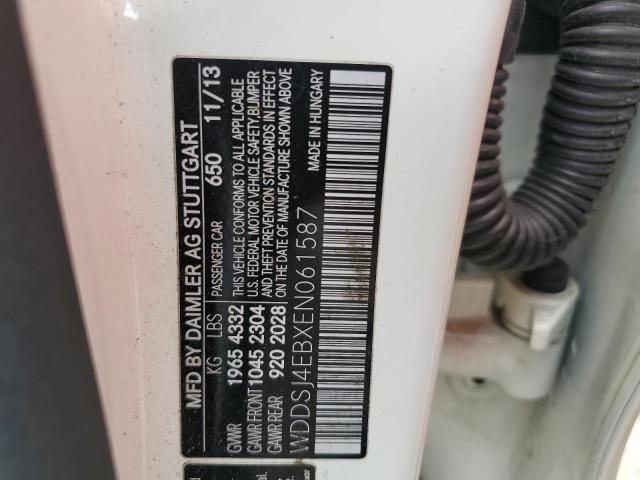 MFD BY DAIMLER AG STUTTGART
KG LBS PASSENGER CAR 650 11/13
GVWR 1965 4332 THIS VEHICLE CONFORMS TO ALL APPLICABLE
GAWR FRONT 1045 2304 U.S. FEDERAL MOTOR VEHICLE SAFETY,BUMPER
GAWR REAR 920 2028 AND THEFT PREVENTION STANDARDS IN EFFECT
ON THE DATE OF MANUFACTURE SHOWN ABOVE
WDDSJ4EBXEN061587 MADE IN HUNGARY